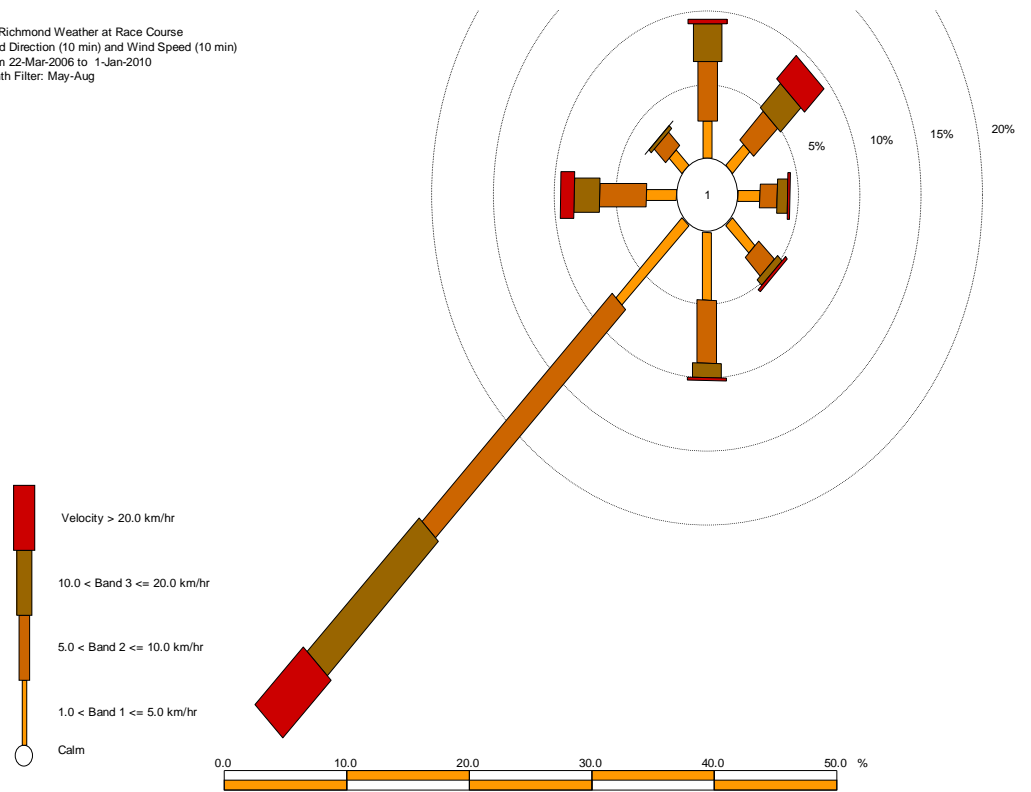 Richmond Weather at Race Course
d Direction (10 min) and Wind Speed (10 min)
n 22-Mar-2006 to 1-Jan-2010
th Filter: May-Aug
20%
15%
10%
5%
1
Velocity > 20.0 km/hr
10.0 < Band 3 <= 20.0 km/hr
5.0 < Band 2 <= 10.0 km/hr
1.0 < Band 1 <= 5.0 km/hr
Calm
0.0 10.0 20.0 30.0 40.0 50.0 %